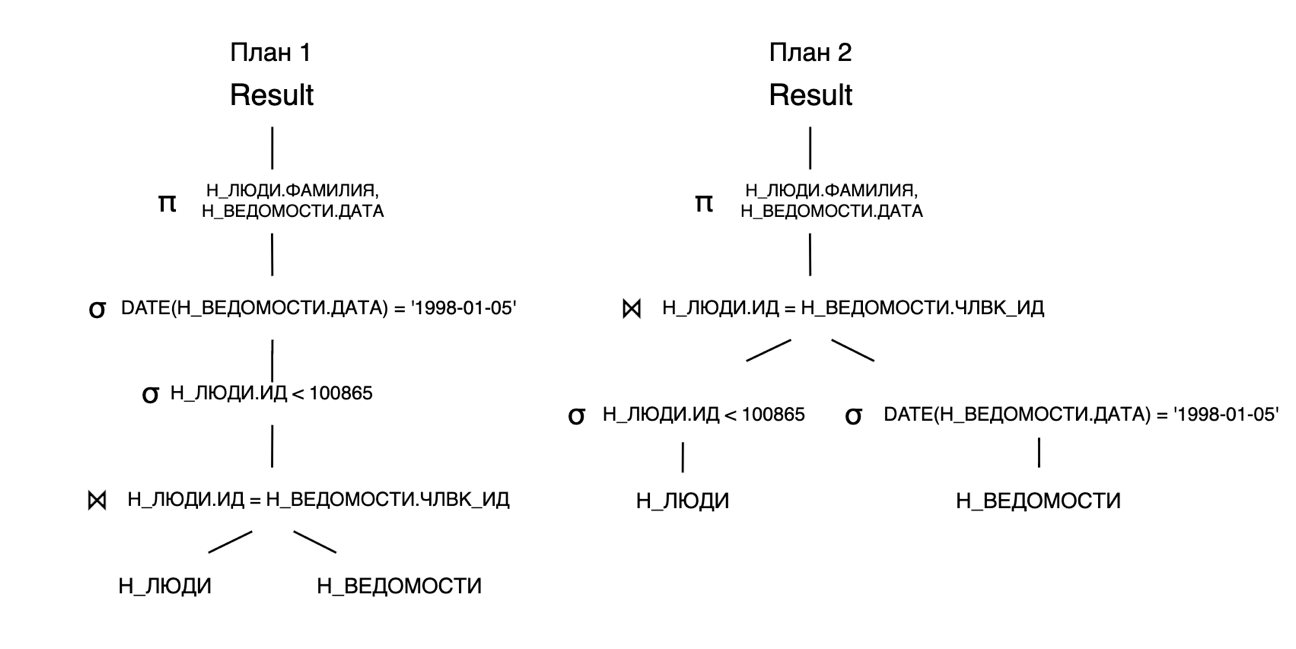 План 1
Result
π Н_ЛЮДИ.ФАМИЛИЯ,
Н_ВЕДОМОСТИ.ДАТА
σ DATE(Н_ВЕДОМОСТИ.ДАТА) = '1998-01-05'
σ Н_ЛЮДИ.ИД < 100865
⋈ Н_ЛЮДИ.ИД = Н_ВЕДОМОСТИ.ЧЛВК_ИД
Н_ЛЮДИ Н_ВЕДОМОСТИ
План 2
Result
π Н_ЛЮДИ.ФАМИЛИЯ,
Н_ВЕДОМОСТИ.ДАТА
⋈ Н_ЛЮДИ.ИД = Н_ВЕДОМОСТИ.ЧЛВК_ИД
σ Н_ЛЮДИ.ИД < 100865 σ DATE(Н_ВЕДОМОСТИ.ДАТА) = '1998-01-05'
Н_ЛЮДИ Н_ВЕДОМОСТИ